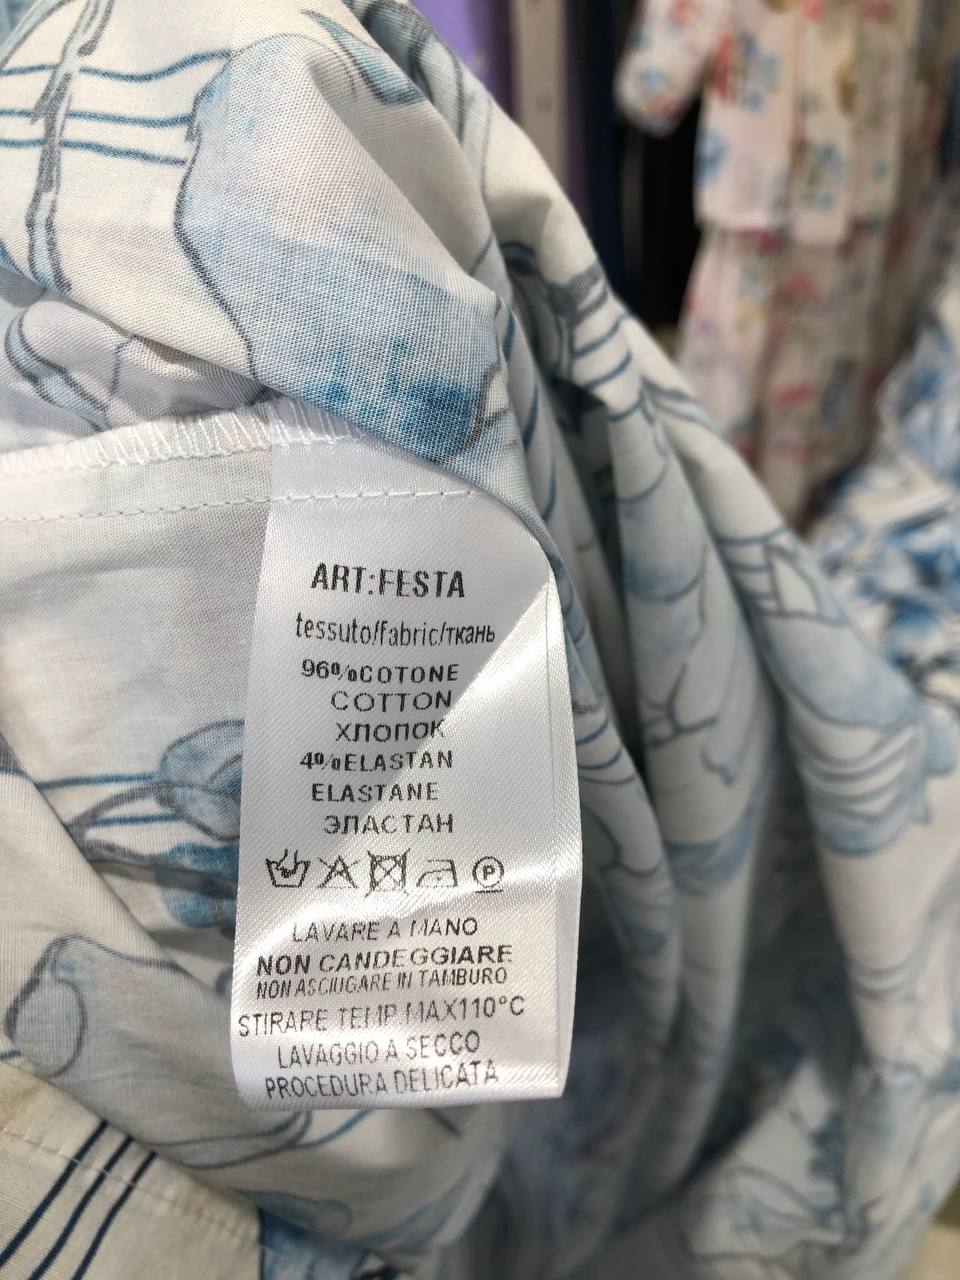 ART:FESTA
tessuto/fabric/ткань
96%COTONE
COTTON
ХЛОПОК
4%ELASTAN
ELASTANE
ЭЛАСТАН
P
LAVARE A MANO
NON CANDEGGIARE
NON ASCIUGARE IN TAMBURO
STIRARE TEMP MAX110°C
LAVAGGIO A SECCO
PROCEDURA DELICATA